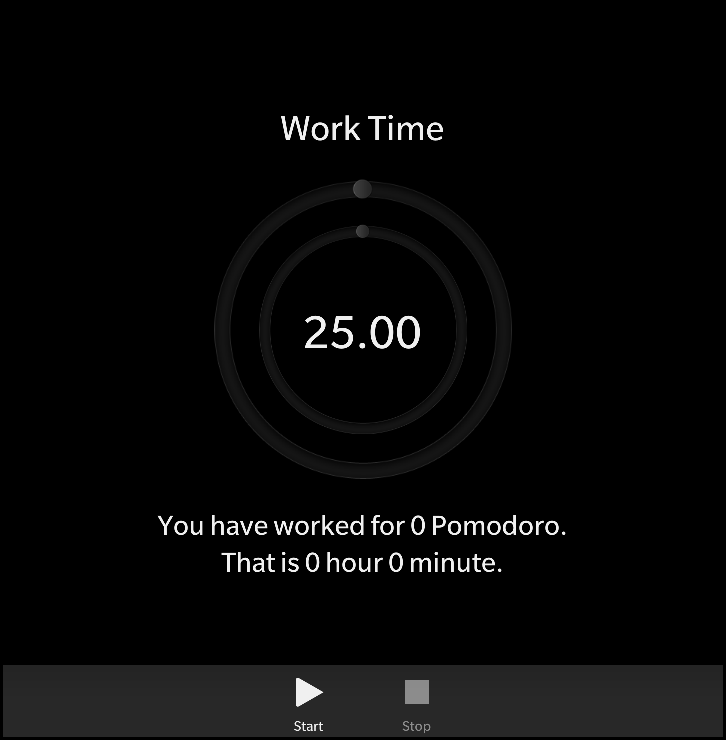 Work Time
25.00
You have worked for 0 Pomodoro.
That is 0 hour 0 minute.
Start
Stop